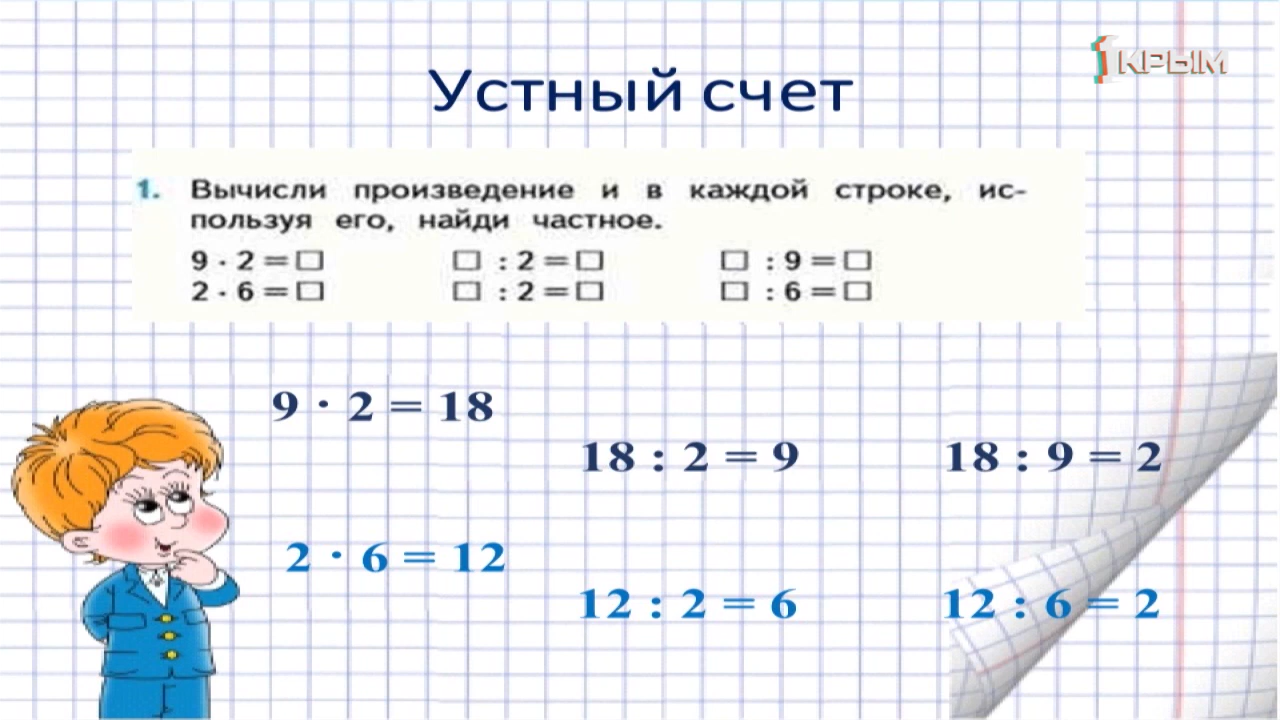 1КРЫМ
Устный счет
1. Вычисли произведение и в каждой строке, ис-
пользуя его, найди частное.
9 · 2 = □ □ : 2 = □ □ : 9 = □
2 · 6 = □ □ : 2 = □ □ : 6 = □
9 · 2 = 18
18 : 2 = 9 18 : 9 = 2
2 · 6 = 12
12 : 2 = 6 12 : 6 = 2